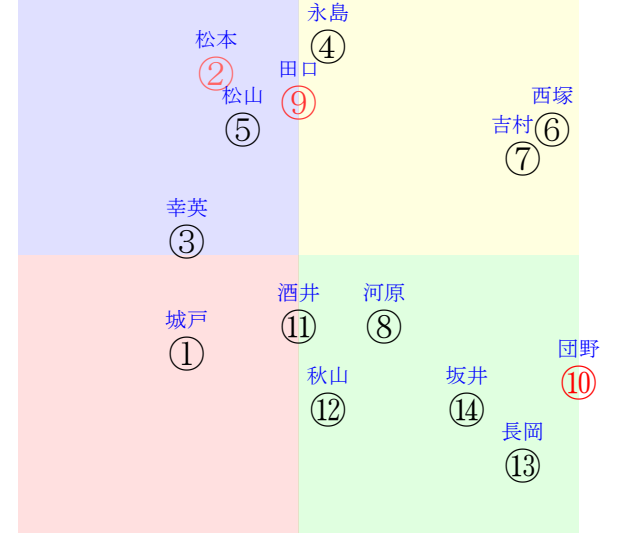 永島
④
松本
②
田口
⑨
松山
⑤
西塚
⑥
吉村
⑦
幸英
③
酒井
⑪
河原
⑧
城戸
①
団野
⑩
秋山
⑫
坂井
⑭
長岡
⑬